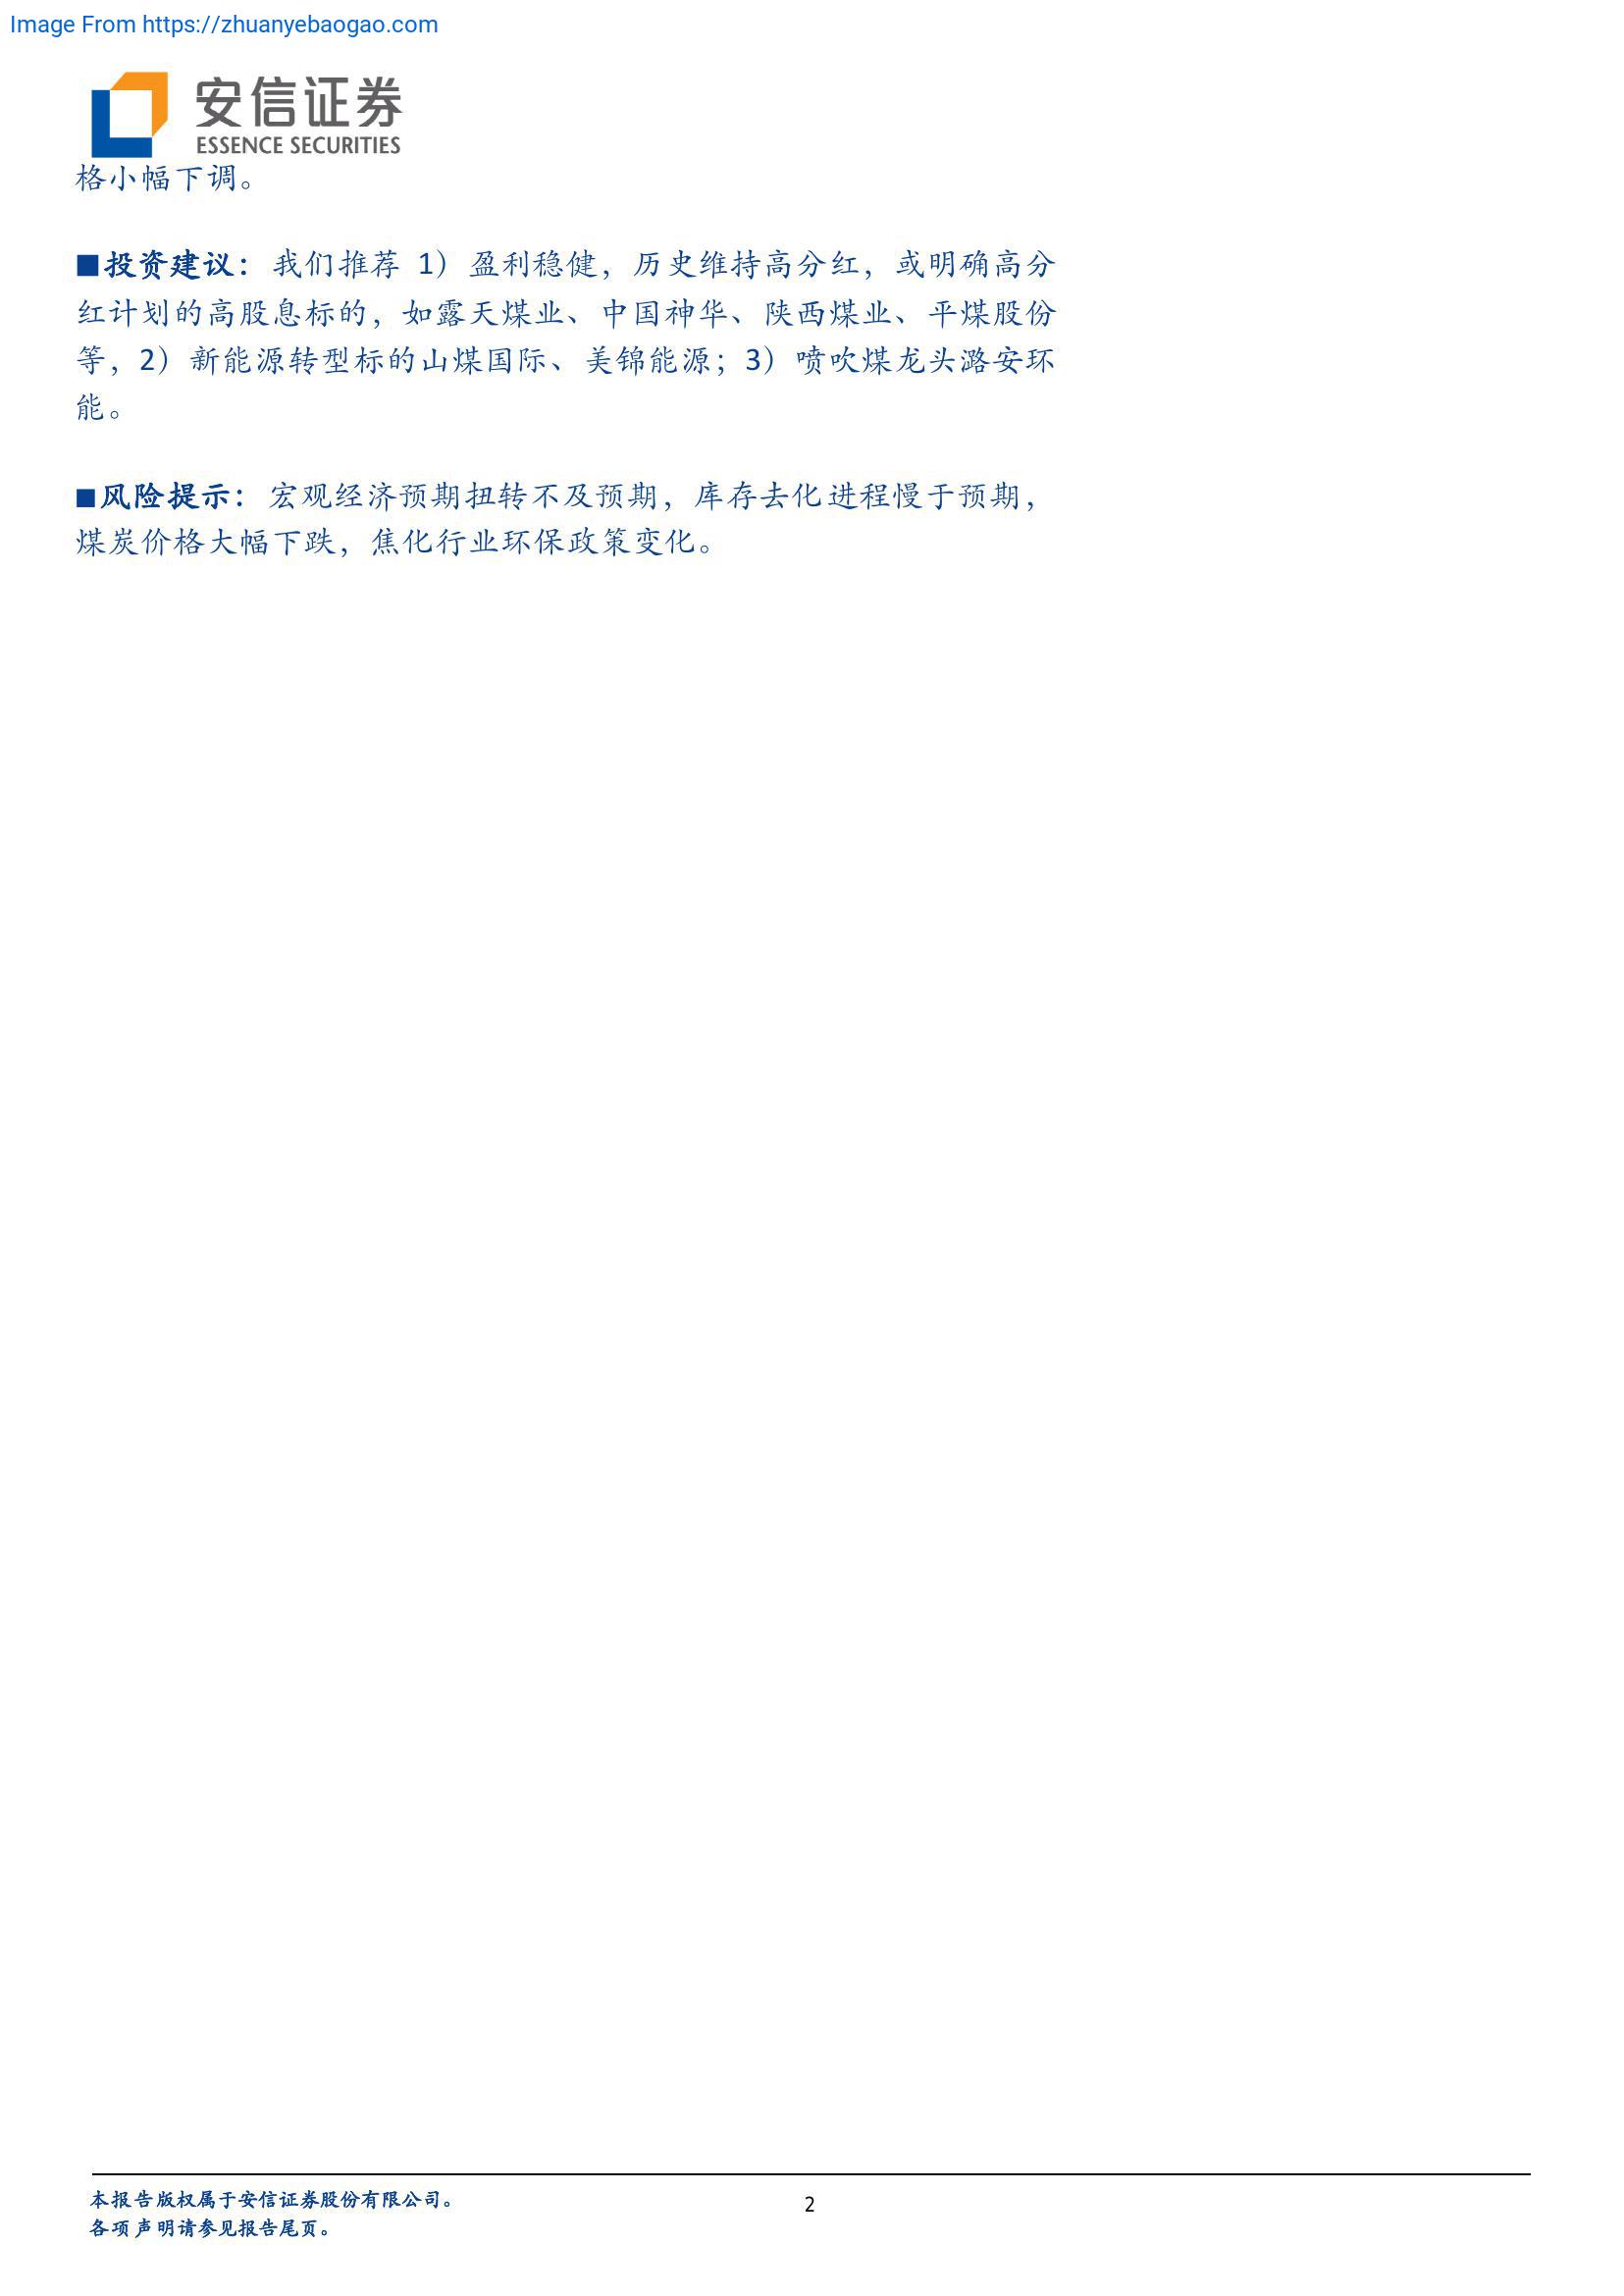 Image From https://zhuanyebaogao.com
安信证券
ESSENCE SECURITIES
格小幅下调。
■投资建议：我们推荐 1）盈利稳健，历史维持高分红，或明确高分
红计划的高股息标的，如露天煤业、中国神华、陕西煤业、平煤股份
等，2）新能源转型标的山煤国际、美锦能源；3）喷吹煤龙头潞安环
能。
■风险提示：宏观经济预期扭转不及预期，库存去化进程慢于预期，
煤炭价格大幅下跌，焦化行业环保政策变化。
本报告版权属于安信证券股份有限公司。
2
各项声明请参见报告尾页。